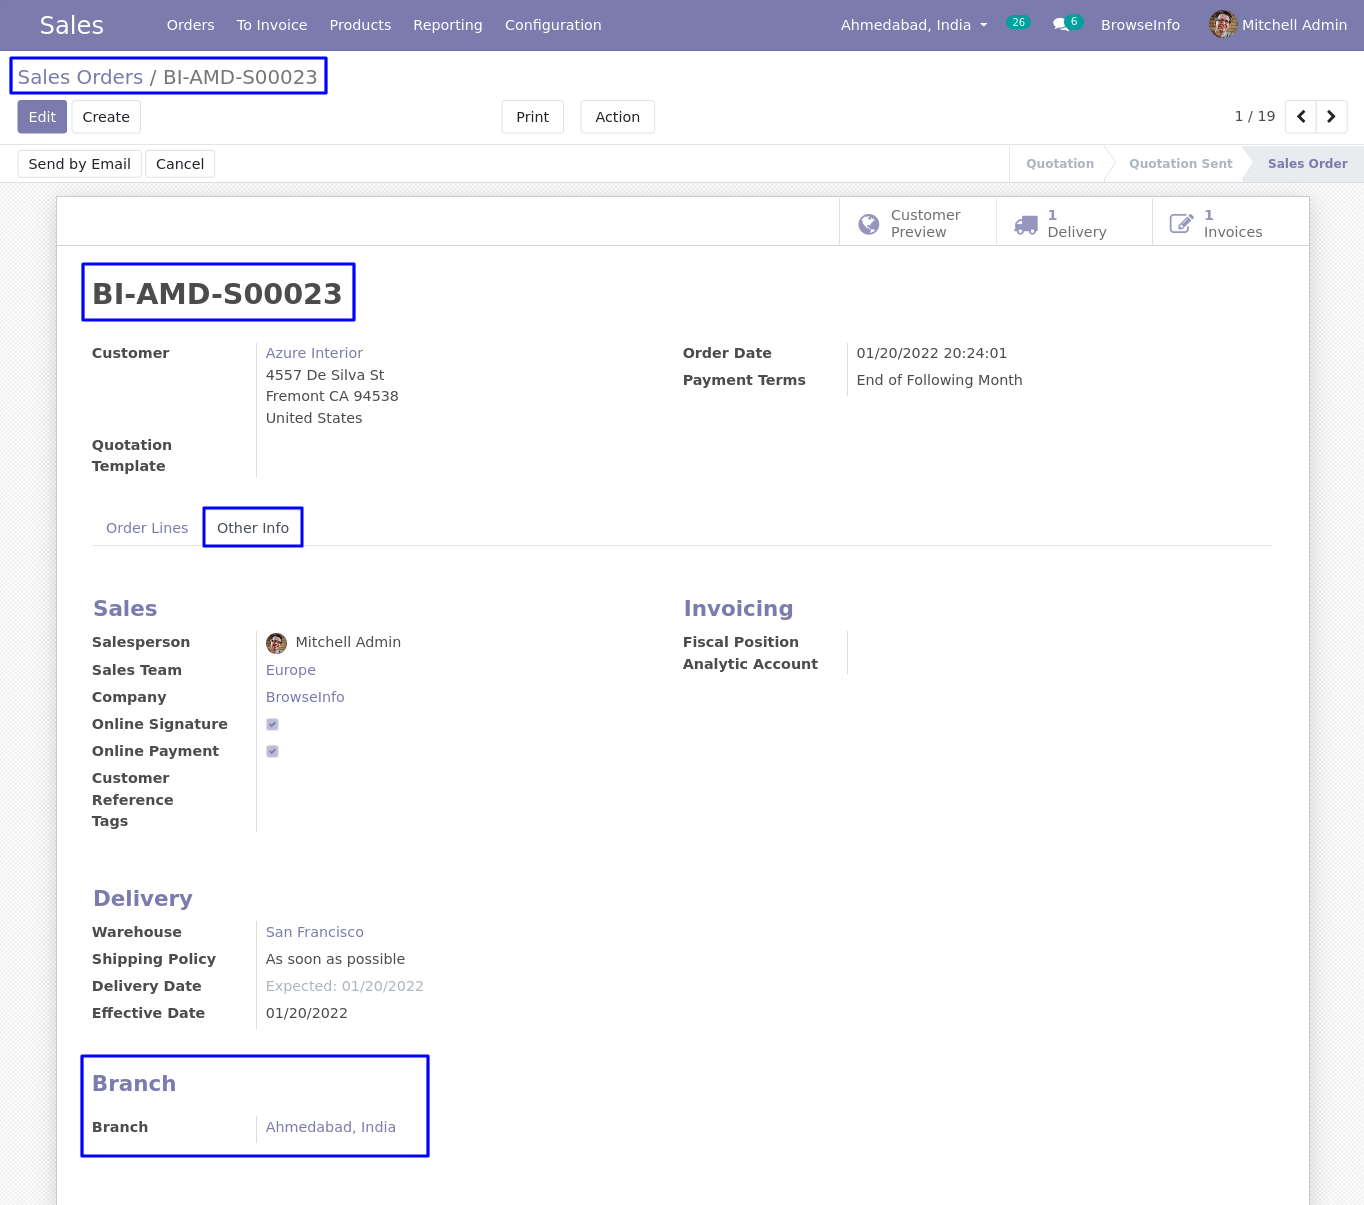 Sales Orders To Invoice Products Reporting Configuration Ahmedabad, India 26 6 BrowseInfo Mitchell Admin
Sales Orders / BI-AMD-S00023
Edit Create Print Action 1 / 19
Send by Email Cancel Quotation Quotation Sent Sales Order
Customer Preview 1 Delivery 1 Invoices
BI-AMD-S00023
Customer Azure Interior Order Date 01/20/2022 20:24:01
4557 De Silva St Payment Terms End of Following Month
Fremont CA 94538
United States
Quotation
Template
Order Lines Other Info
Sales Invoicing
Salesperson Mitchell Admin Fiscal Position
Sales Team Europe Analytic Account
Company BrowseInfo
Online Signature
Online Payment
Customer
Reference
Tags
Delivery
Warehouse San Francisco
Shipping Policy As soon as possible
Delivery Date Expected: 01/20/2022
Effective Date 01/20/2022
Branch
Branch Ahmedabad, India